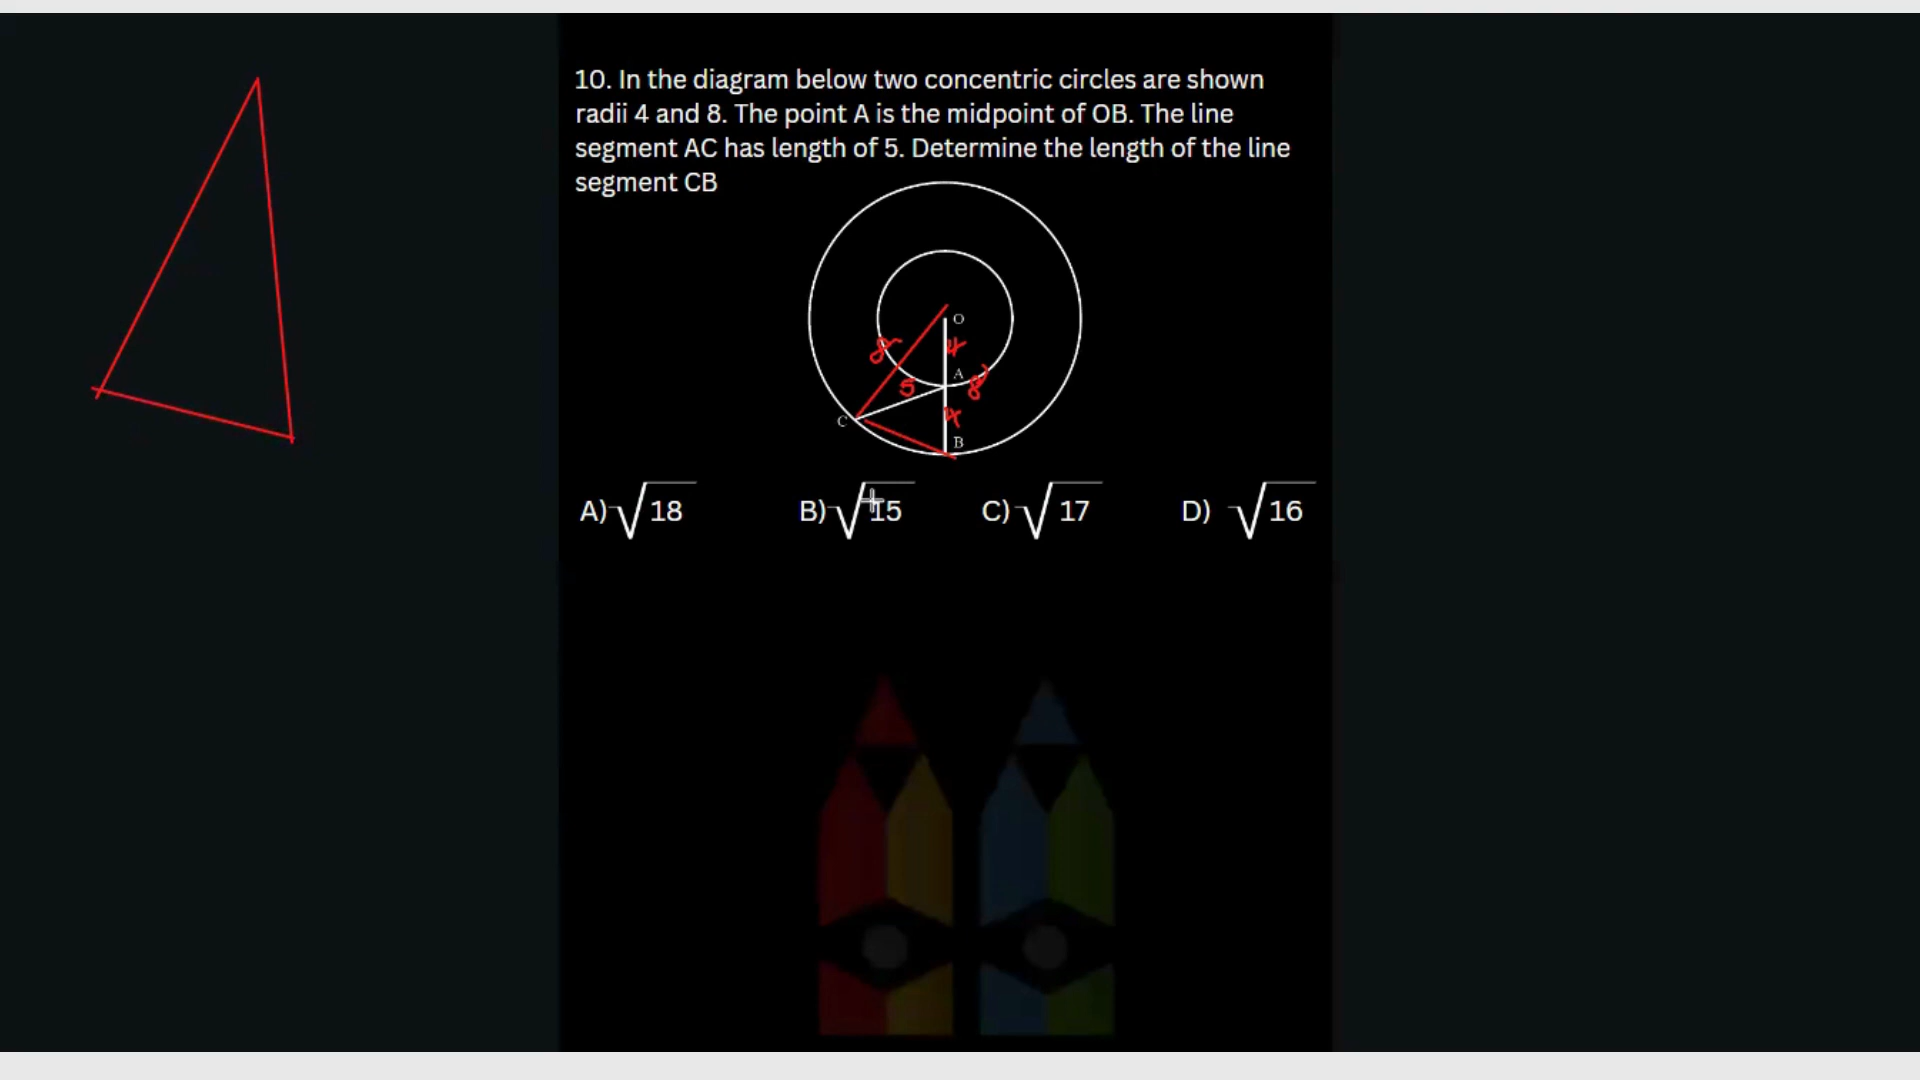 10. In the diagram below two concentric circles are shown
radii 4 and 8. The point A is the midpoint of OB. The line
segment AC has length of 5. Determine the length of the line
segment CB
O
8 4
A
5 8
4
C
B
A) √18 B) √15 C) √17 D) √16